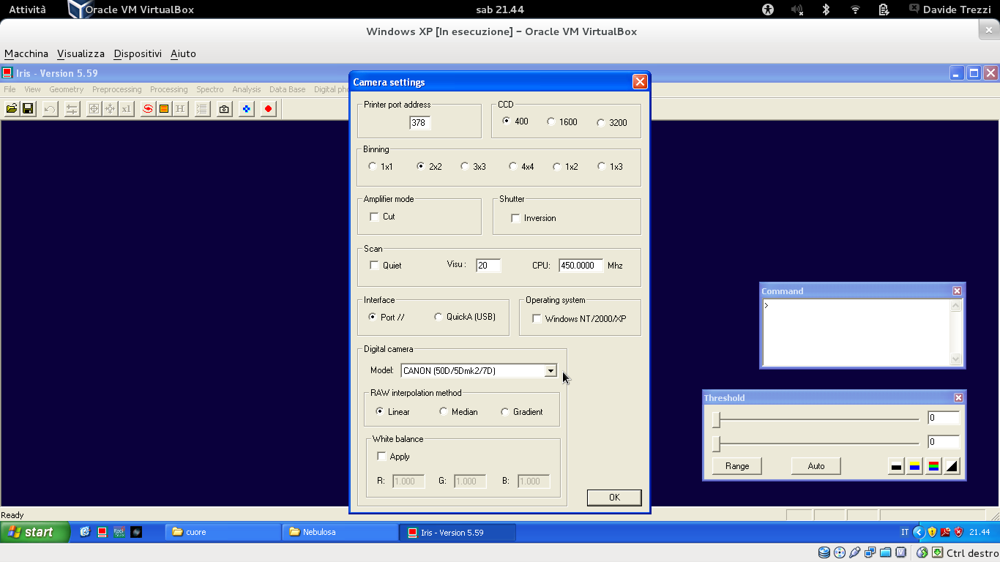 Attività
Oracle VM VirtualBox
sab 21.44
Davide Trezzi
Windows XP [In esecuzione] - Oracle VM VirtualBox
Macchina Visualizza Dispositivi Aiuto
Iris - Version 5.59
File View Geometry Preprocessing Processing Spectro Analysis Data Base Digital pho
x1 H
Camera settings
Printer port address
378
CCD
400 1600 3200
Binning
1x1 2x2 3x3 4x4 1x2 1x3
Amplifier mode
Cut
Shutter
Inversion
Scan
Quiet Visu : 20 CPU: 450.0000 Mhz
Interface
Port // QuickA (USB)
Operating system
Windows NT/2000/XP
Digital camera
Model: CANON (50D/5Dmk2/7D)
RAW interpolation method
Linear Median Gradient
White balance
Apply
R: 1.000 G: 1.000 B: 1.000
OK
Command
>
Threshold
0
0
Range Auto
Ready
start
cuore
Nebulosa
Iris - Version 5.59
IT
21.44
Ctrl destro